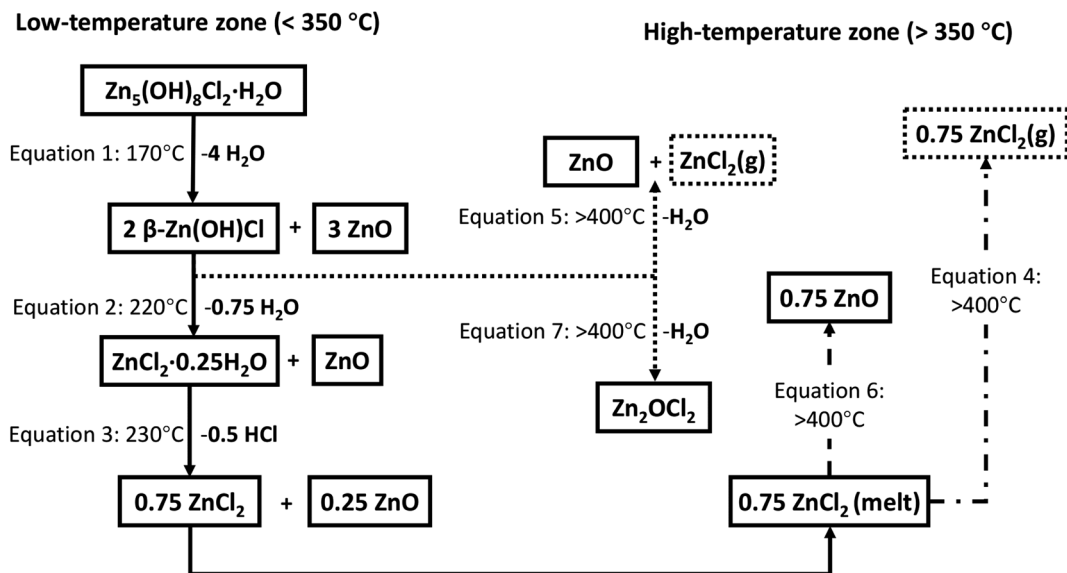 Low-temperature zone (< 350 °C)
High-temperature zone (> 350 °C)
Zn₅(OH)₈Cl₂·H₂O
Equation 1: 170°C -4 H₂O
2 β-Zn(OH)Cl + 3 ZnO
Equation 2: 220°C -0.75 H₂O
ZnCl₂·0.25H₂O + ZnO
Equation 3: 230°C -0.5 HCl
0.75 ZnCl₂ + 0.25 ZnO
ZnO + ZnCl₂(g)
Equation 5: >400°C -H₂O
Equation 7: >400°C -H₂O
Zn₂OCl₂
0.75 ZnCl₂(g)
Equation 4:
>400°C
0.75 ZnO
Equation 6:
>400°C
0.75 ZnCl₂ (melt)